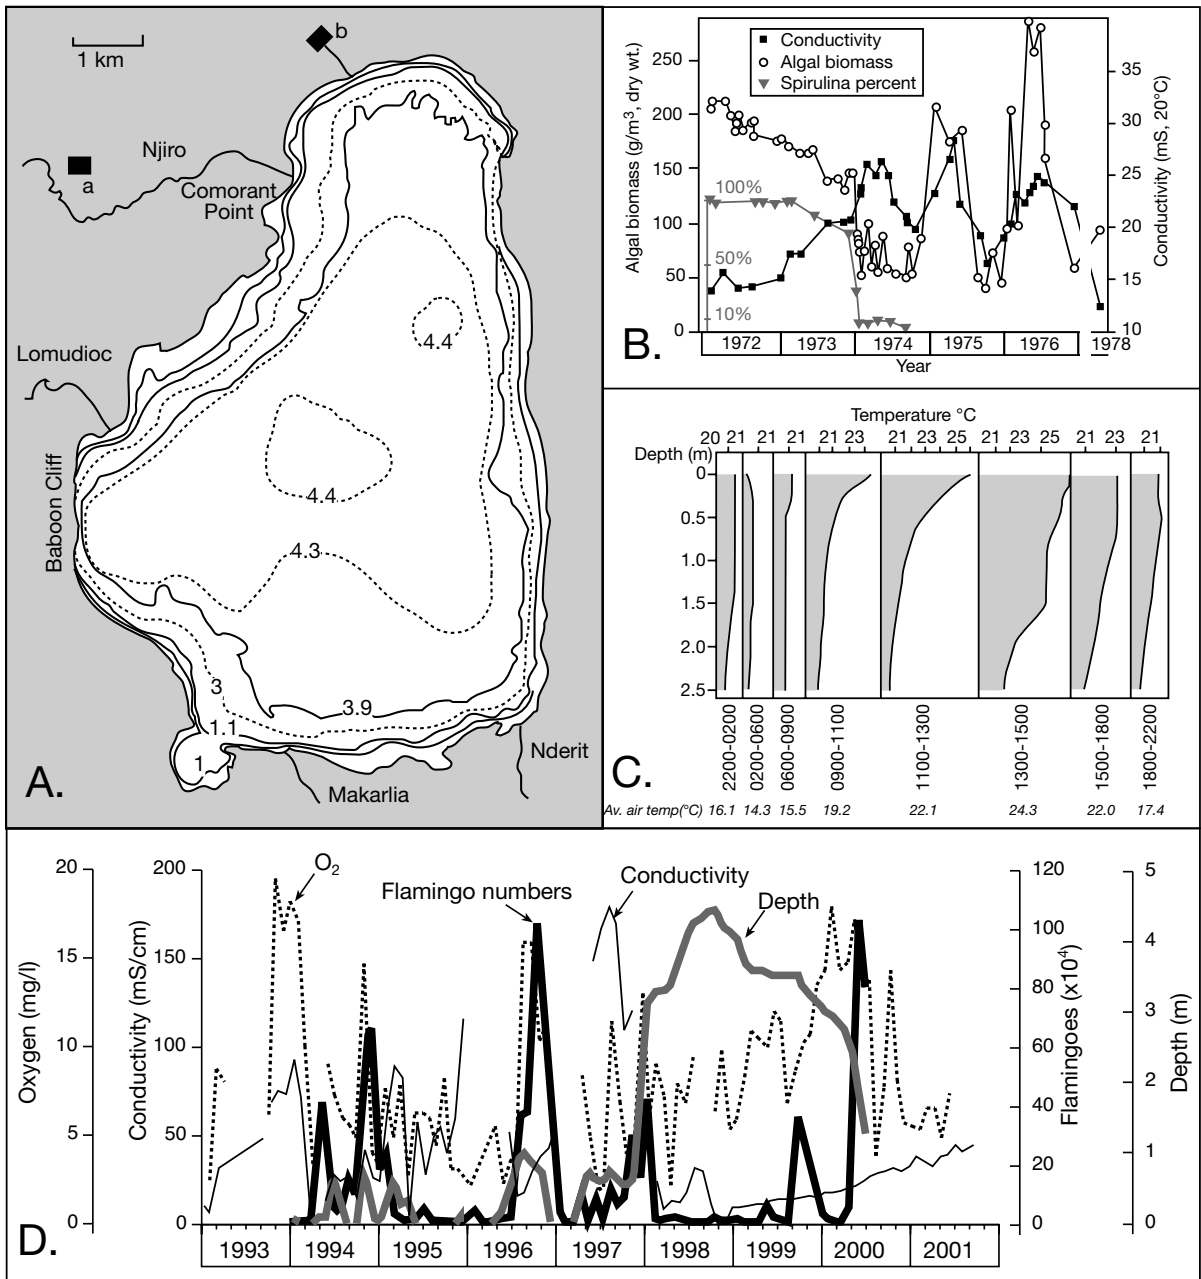 1 km
b
a
Njiro
Comorant
Point
Lomudioc
Baboon Cliff
4.4
4.4
4.3
3
3.9
1.1
1
Nderit
Makarlia
A.
Conductivity
Algal biomass
Spirulina percent
Algal biomass (g/m³, dry wt.)
250
200
150
100
50
0
100%
50%
10%
Conductivity (mS, 20°C)
35
30
25
20
15
10
1972 1973 1974 1975 1976 1978
Year
B.
Temperature °C
20 21 21 21 21 23 21 23 25 21 23 25 21 23 21
Depth (m)
0
0.5
1.0
1.5
2.0
2.5
2200-0200
0200-0600
0600-0900
0900-1100
1100-1300
1300-1500
1500-1800
1800-2200
C.
Av. air temp(°C) 16.1 14.3 15.5 19.2 22.1 24.3 22.0 17.4
Oxygen (mg/l)
20
15
10
5
0
Conductivity (mS/cm)
200
150
100
50
0
O₂
Flamingo numbers
Conductivity
Depth
Flamingoes (x10⁴)
120
100
80
60
40
20
0
Depth (m)
5
4
3
2
1
0
D.
1993 1994 1995 1996 1997 1998 1999 2000 2001